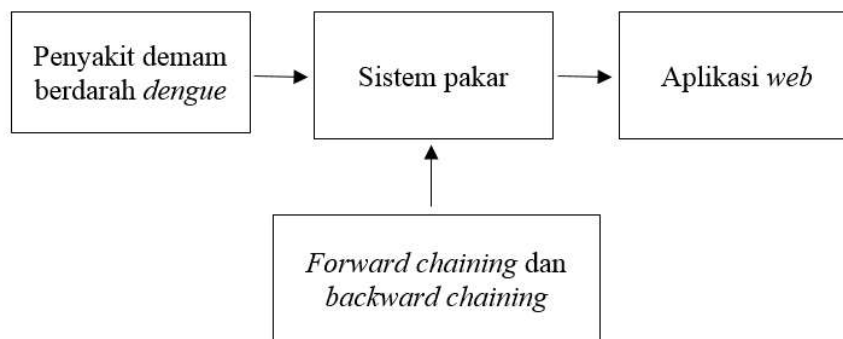 Penyakit demam
berdarah dengue
Sistem pakar
Aplikasi web
Forward chaining dan
backward chaining